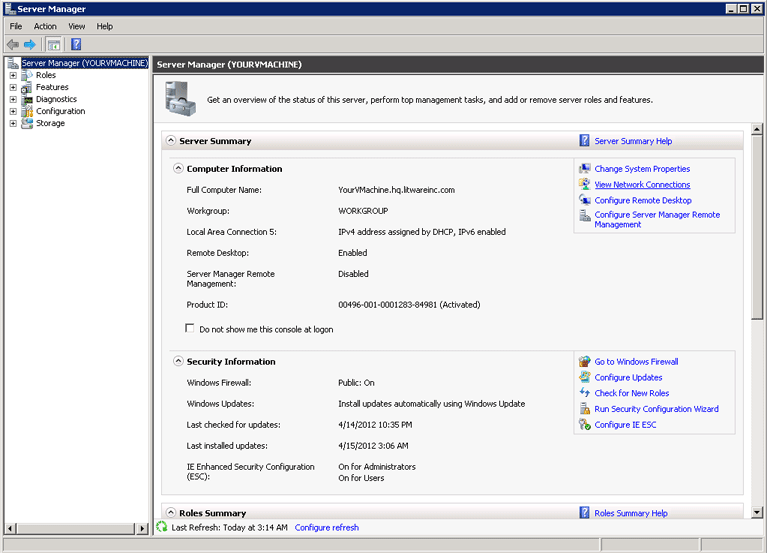 Server Manager
File Action View Help
Server Manager (YOURVMACHINE)
Roles
Features
Diagnostics
Configuration
Storage
Server Manager (YOURVMACHINE)
Get an overview of the status of this server, perform top management tasks, and add or remove server roles and features.
Server Summary
Server Summary Help
Computer Information
Full Computer Name: YourVMachine.hq.litwareinc.com
Workgroup: WORKGROUP
Local Area Connection 5: IPv4 address assigned by DHCP, IPv6 enabled
Remote Desktop: Enabled
Server Manager Remote
Management: Disabled
Product ID: 00496-001-0001283-84981 (Activated)
Do not show me this console at logon
Change System Properties
View Network Connections
Configure Remote Desktop
Configure Server Manager Remote
Management
Security Information
Windows Firewall: Public: On
Windows Updates: Install updates automatically using Windows Update
Last checked for updates: 4/14/2012 10:35 PM
Last installed updates: 4/15/2012 3:06 AM
IE Enhanced Security Configuration On for Administrators
(ESC): On for Users
Go to Windows Firewall
Configure Updates
Check for New Roles
Run Security Configuration Wizard
Configure IE ESC
Roles Summary
Roles Summary Help
Last Refresh: Today at 3:14 AM Configure refresh